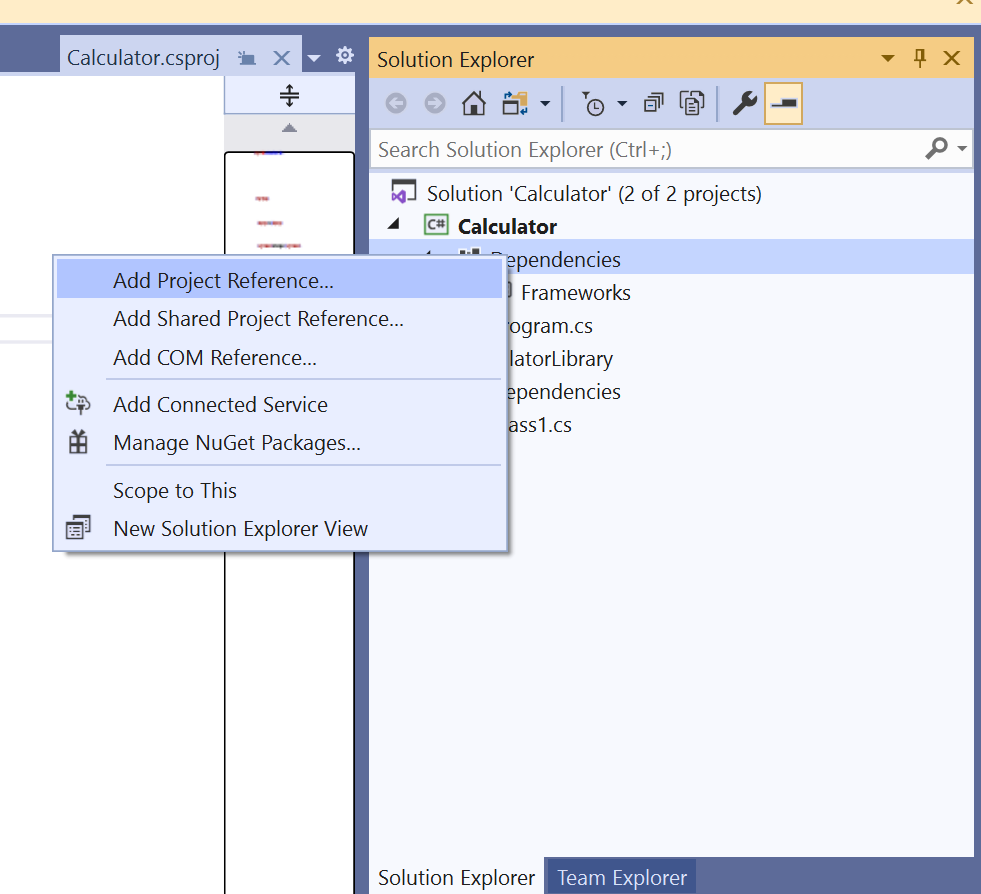 Calculator.csproj
Solution Explorer
Search Solution Explorer (Ctrl+;)
Solution 'Calculator' (2 of 2 projects)
C# Calculator
ependencies
Frameworks
ogram.cs
latorLibrary
ependencies
ass1.cs
Add Project Reference...
Add Shared Project Reference...
Add COM Reference...
Add Connected Service
Manage NuGet Packages...
Scope to This
New Solution Explorer View
Solution Explorer
Team Explorer